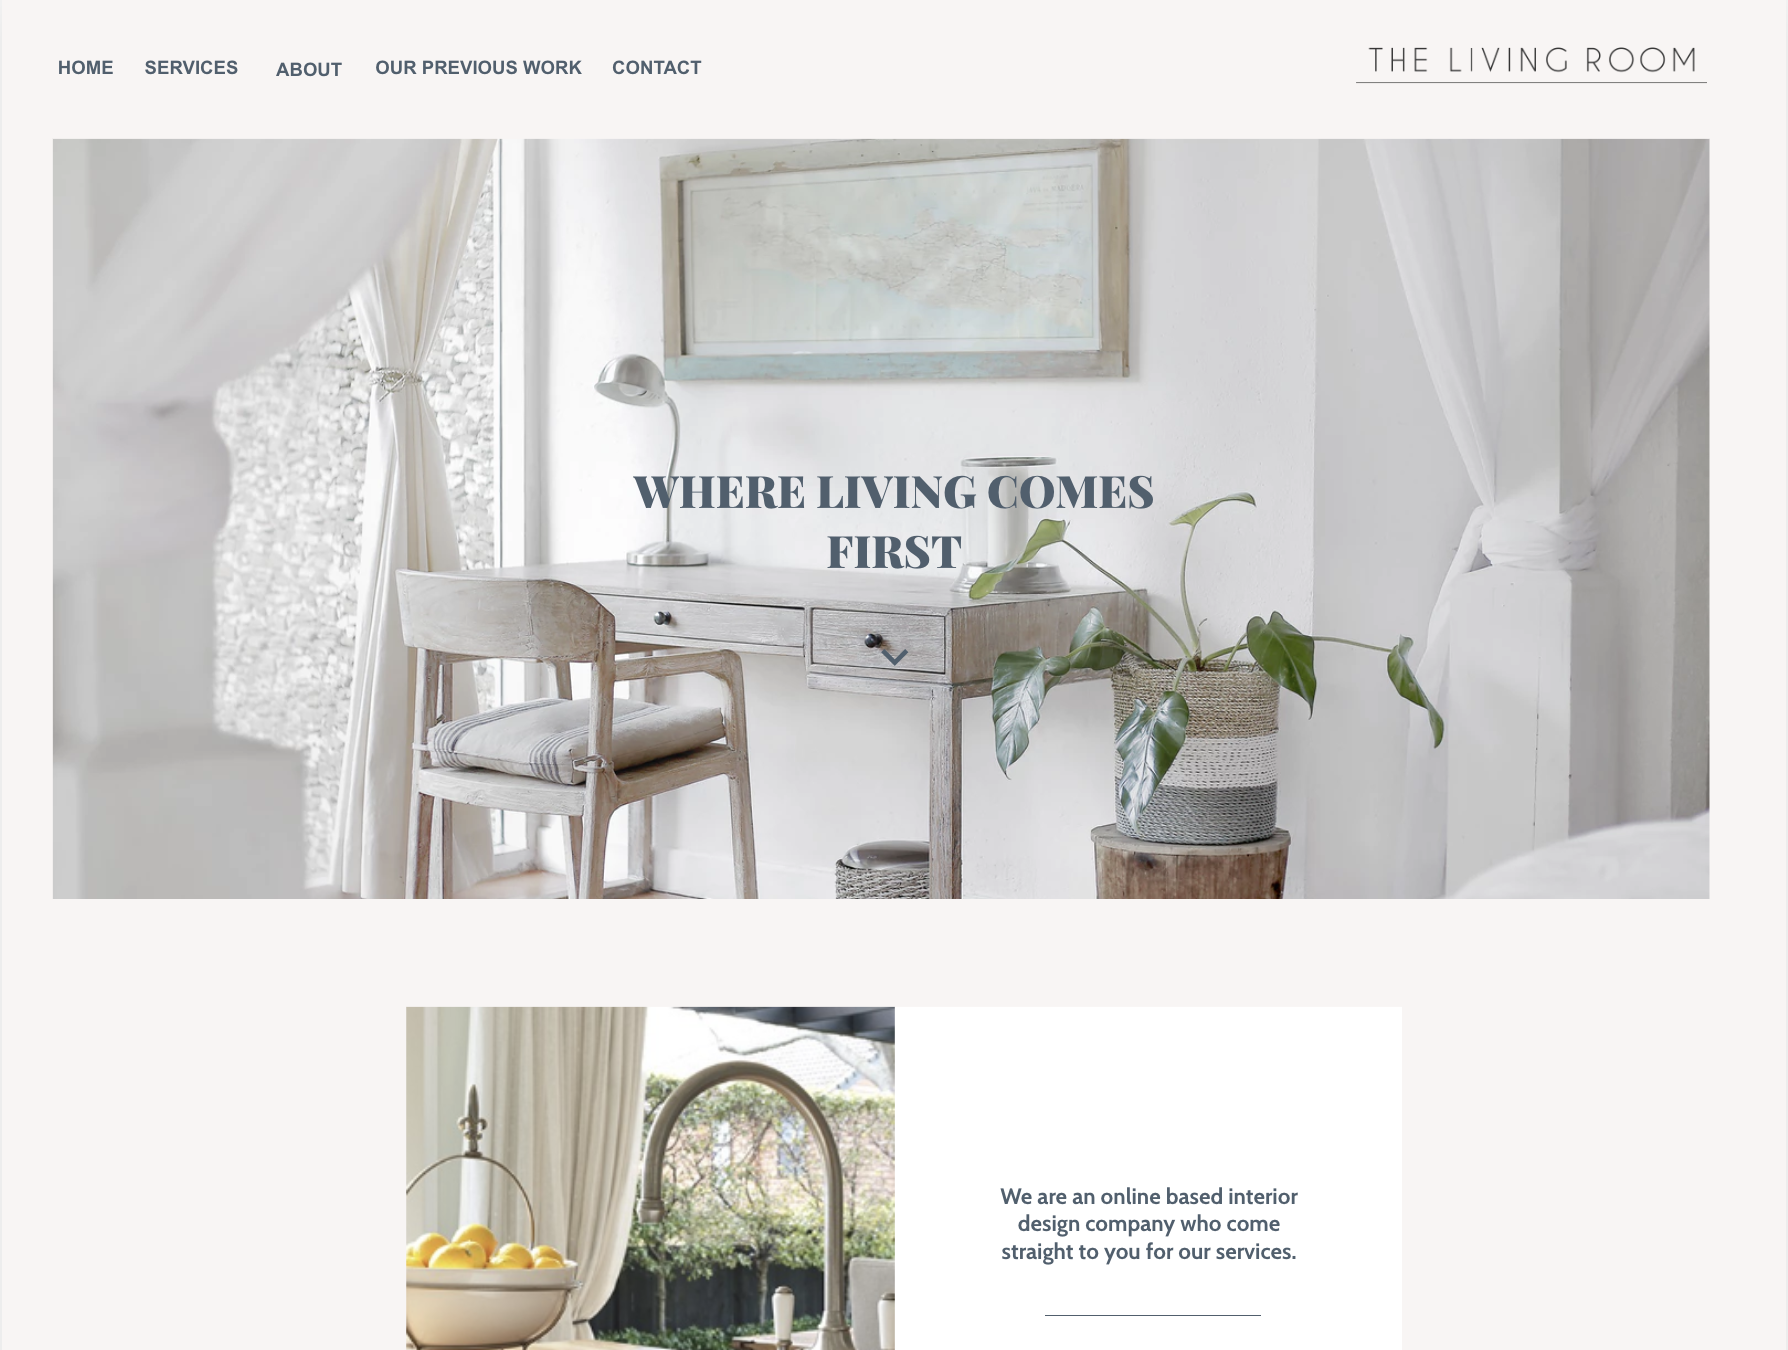 HOME SERVICES ABOUT OUR PREVIOUS WORK CONTACT
THE LIVING ROOM
WHERE LIVING COMES
FIRST
We are an online based interior
design company who come
straight to you for our services.